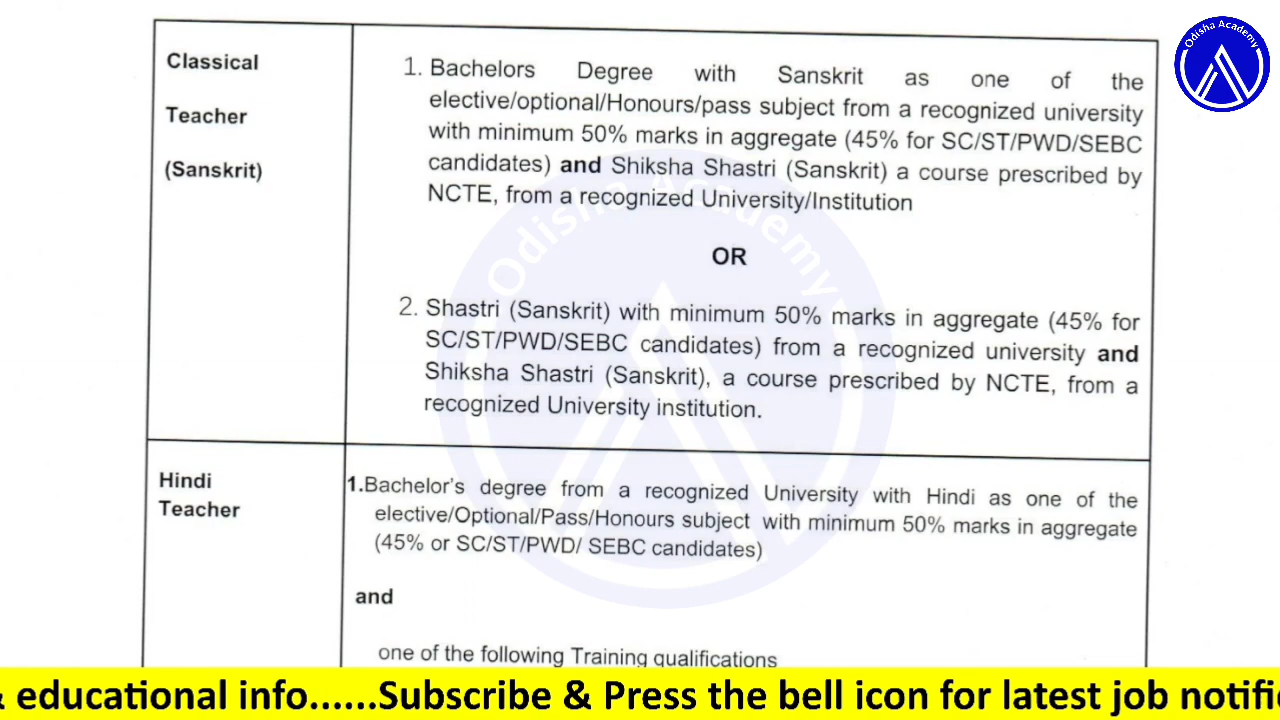 Classical
Teacher
(Sanskrit)
1. Bachelors Degree with Sanskrit as one of the
elective/optional/Honours/pass subject from a recognized university
with minimum 50% marks in aggregate (45% for SC/ST/PWD/SEBC
candidates) and Shiksha Shastri (Sanskrit) a course prescribed by
NCTE, from a recognized University/Institution
OR
2. Shastri (Sanskrit) with minimum 50% marks in aggregate (45% for
SC/ST/PWD/SEBC candidates) from a recognized university and
Shiksha Shastri (Sanskrit), a course prescribed by NCTE, from a
recognized University institution.
Hindi
Teacher
1.Bachelor's degree from a recognized University with Hindi as one of the
elective/Optional/Pass/Honours subject with minimum 50% marks in aggregate
(45% or SC/ST/PWD/ SEBC candidates)
and
one of the following Training qualifications
Odisha Academy
Odisha Academy
& educational info......Subscribe & Press the bell icon for latest job notifi